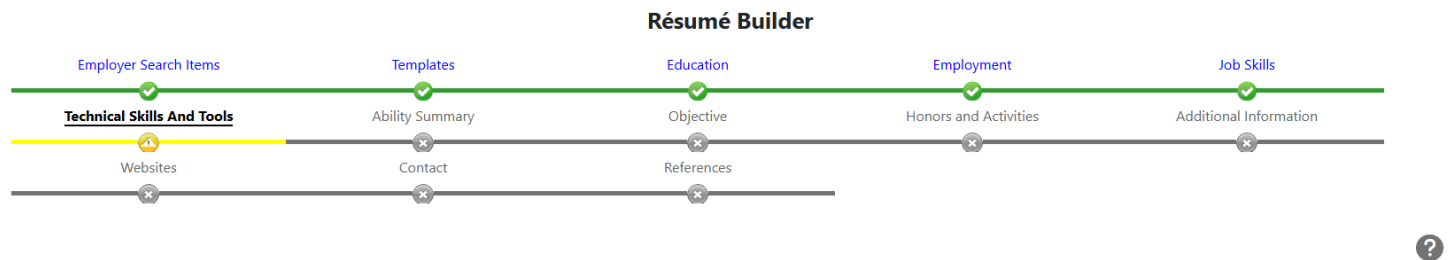 Résumé Builder
Employer Search Items Templates Education Employment Job Skills
Technical Skills And Tools Ability Summary Objective Honors and Activities Additional Information
Websites Contact References
?